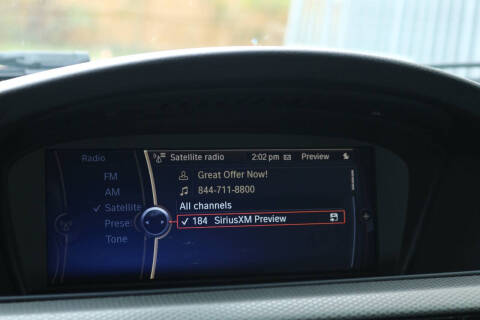 Radio
Satellite radio 2:02 pm Preview
FM
AM
Satellite
Prese
Tone
Great Offer Now!
844-711-8800
All channels
184 SiriusXM Preview